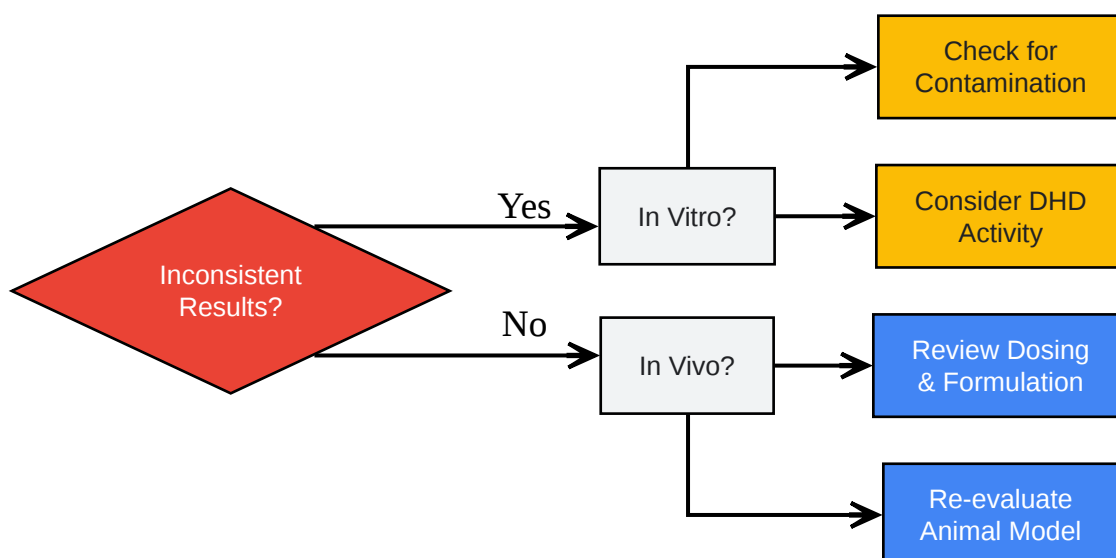 Check for
Contamination
Yes
In Vitro?
Consider DHD
Activity
Inconsistent
Results?
No
In Vivo?
Review Dosing
& Formulation
Re-evaluate
Animal Model